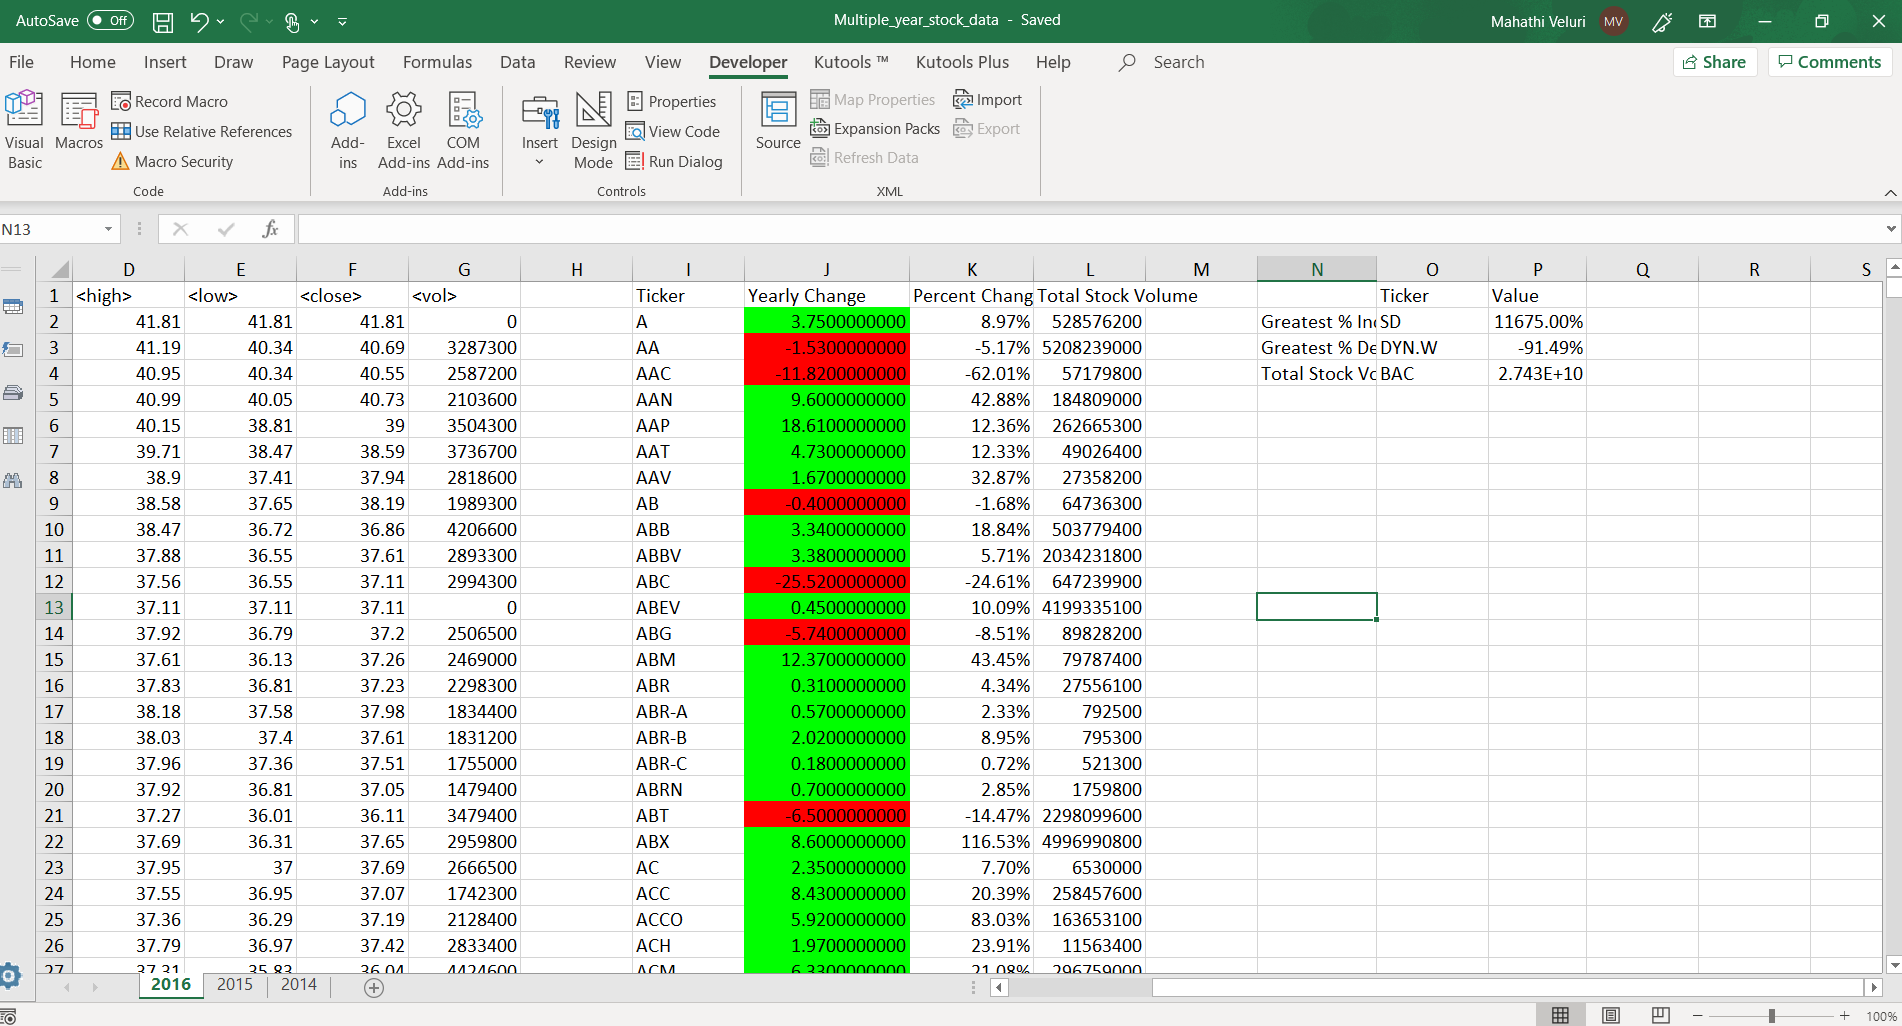 AutoSave Off Multiple_year_stock_data - Saved Mahathi Veluri MV
File Home Insert Draw Page Layout Formulas Data Review View Developer Kutools ™ Kutools Plus Help Search Share Comments
Visual Basic
Macros
Record Macro
Use Relative References
Macro Security
Code
Add-ins
Excel Add-ins
COM Add-ins
Add-ins
Insert
Design Mode
Properties
View Code
Run Dialog
Controls
Source
Map Properties
Expansion Packs
Refresh Data
Import
Export
XML
N13 fx
D E F G H I J K L M N O P Q R S
1 <high> <low> <close> <vol> Ticker Yearly Change Percent Chang Total Stock Volume Ticker Value
2 41.81 41.81 41.81 0 A 3.7500000000 8.97% 528576200 Greatest % In SD 11675.00%
3 41.19 40.34 40.69 3287300 AA -1.5300000000 -5.17% 5208239000 Greatest % De DYN.W -91.49%
4 40.95 40.34 40.55 2587200 AAC -11.8200000000 -62.01% 57179800 Total Stock Vo BAC 2.743E+10
5 40.99 40.05 40.73 2103600 AAN 9.6000000000 42.88% 184809000
6 40.15 38.81 39 3504300 AAP 18.6100000000 12.36% 262665300
7 39.71 38.47 38.59 3736700 AAT 4.7300000000 12.33% 49026400
8 38.9 37.41 37.94 2818600 AAV 1.6700000000 32.87% 27358200
9 38.58 37.65 38.19 1989300 AB -0.4000000000 -1.68% 64736300
10 38.47 36.72 36.86 4206600 ABB 3.3400000000 18.84% 503779400
11 37.88 36.55 37.61 2893300 ABBV 3.3800000000 5.71% 2034231800
12 37.56 36.55 37.11 2994300 ABC -25.5200000000 -24.61% 647239900
13 37.11 37.11 37.11 0 ABEV 0.4500000000 10.09% 4199335100
14 37.92 36.79 37.2 2506500 ABG -5.7400000000 -8.51% 89828200
15 37.61 36.13 37.26 2469000 ABM 12.3700000000 43.45% 79787400
16 37.83 36.81 37.23 2298300 ABR 0.3100000000 4.34% 27556100
17 38.18 37.58 37.98 1834400 ABR-A 0.5700000000 2.33% 792500
18 38.03 37.4 37.61 1831200 ABR-B 2.0200000000 8.95% 795300
19 37.96 37.36 37.51 1755000 ABR-C 0.1800000000 0.72% 521300
20 37.92 36.81 37.05 1479400 ABRN 0.7000000000 2.85% 1759800
21 37.27 36.01 36.11 3479400 ABT -6.5000000000 -14.47% 2298099600
22 37.69 36.31 37.65 2959800 ABX 8.6000000000 116.53% 4996990800
23 37.95 37 37.69 2666500 AC 2.3500000000 7.70% 6530000
24 37.55 36.95 37.07 1742300 ACC 8.4300000000 20.39% 258457600
25 37.36 36.29 37.19 2128400 ACCO 5.9200000000 83.03% 163653100
26 37.79 36.97 37.42 2833400 ACH 1.9700000000 23.91% 11563400
27 37.31 35.83 36.04 4424600 ACM 6.3300000000 21.08% 296759000
2016 2015 2014
100%